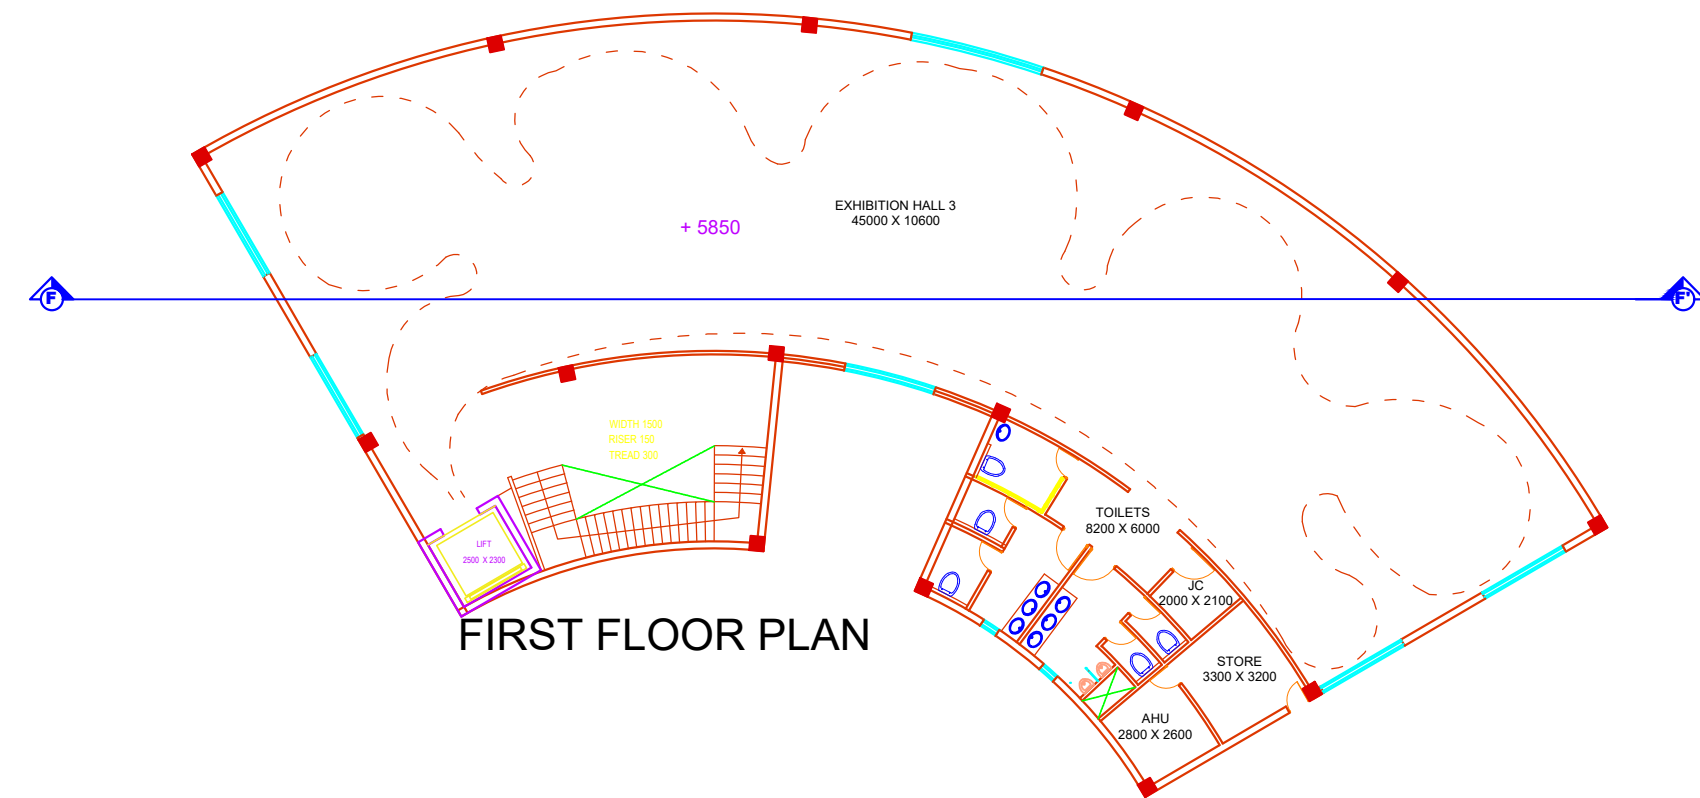 EXHIBITION HALL 3
45000 X 10600
+ 5850
F
F'
WIDTH 1500
RISER 150
TREAD 300
TOILETS
8200 X 6000
LIFT
2500 X 2300
JC
2000 X 2100
FIRST FLOOR PLAN
STORE
3300 X 3200
AHU
2800 X 2600